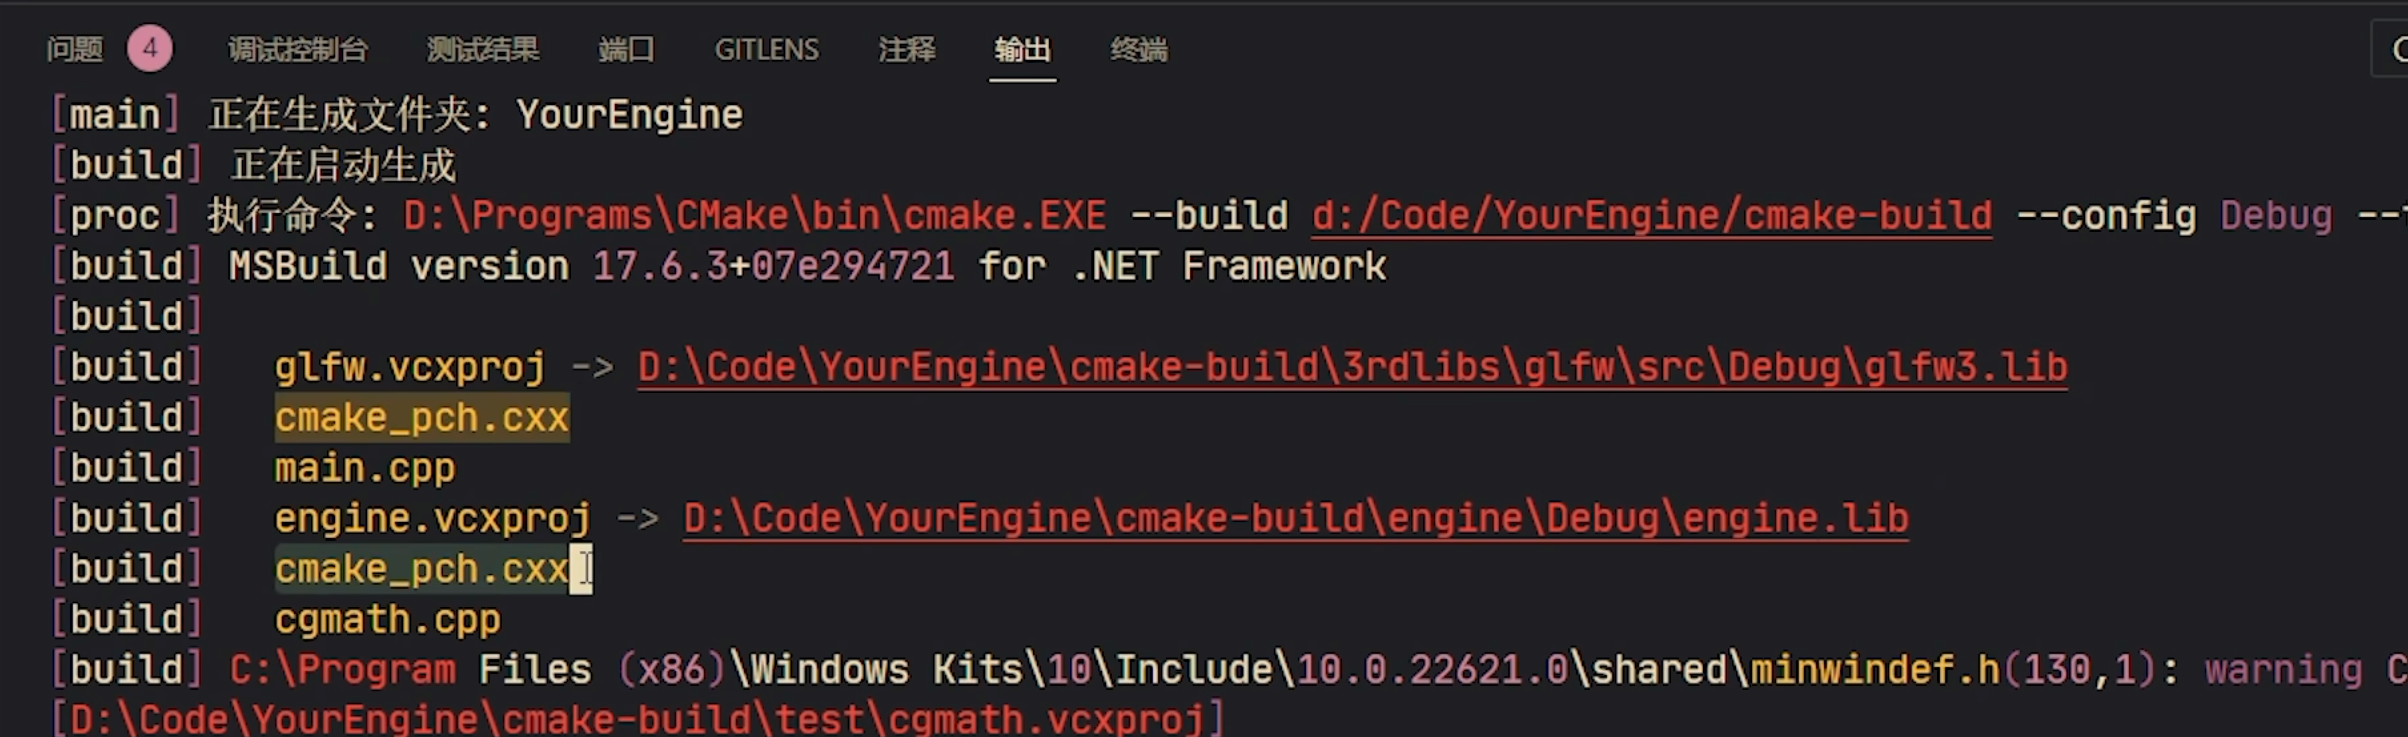 问题 4 调试控制台 测试结果 端口 GITLENS 注释 输出 终端
[main] 正在生成文件夹: YourEngine
[build] 正在启动生成
[proc] 执行命令: D:\Programs\CMake\bin\cmake.EXE --build d:/Code/YourEngine/cmake-build --config Debug --
[build] MSBuild version 17.6.3+07e294721 for .NET Framework
[build]
[build] glfw.vcxproj -> D:\Code\YourEngine\cmake-build\3rdlibs\glfw\src\Debug\glfw3.lib
[build] cmake_pch.cxx
[build] main.cpp
[build] engine.vcxproj -> D:\Code\YourEngine\cmake-build\engine\Debug\engine.lib
[build] cmake_pch.cxx
[build] cgmath.cpp
[build] C:\Program Files (x86)\Windows Kits\10\Include\10.0.22621.0\shared\minwindef.h(130,1): warning C
[D:\Code\YourEngine\cmake-build\test\cgmath.vcxproj]